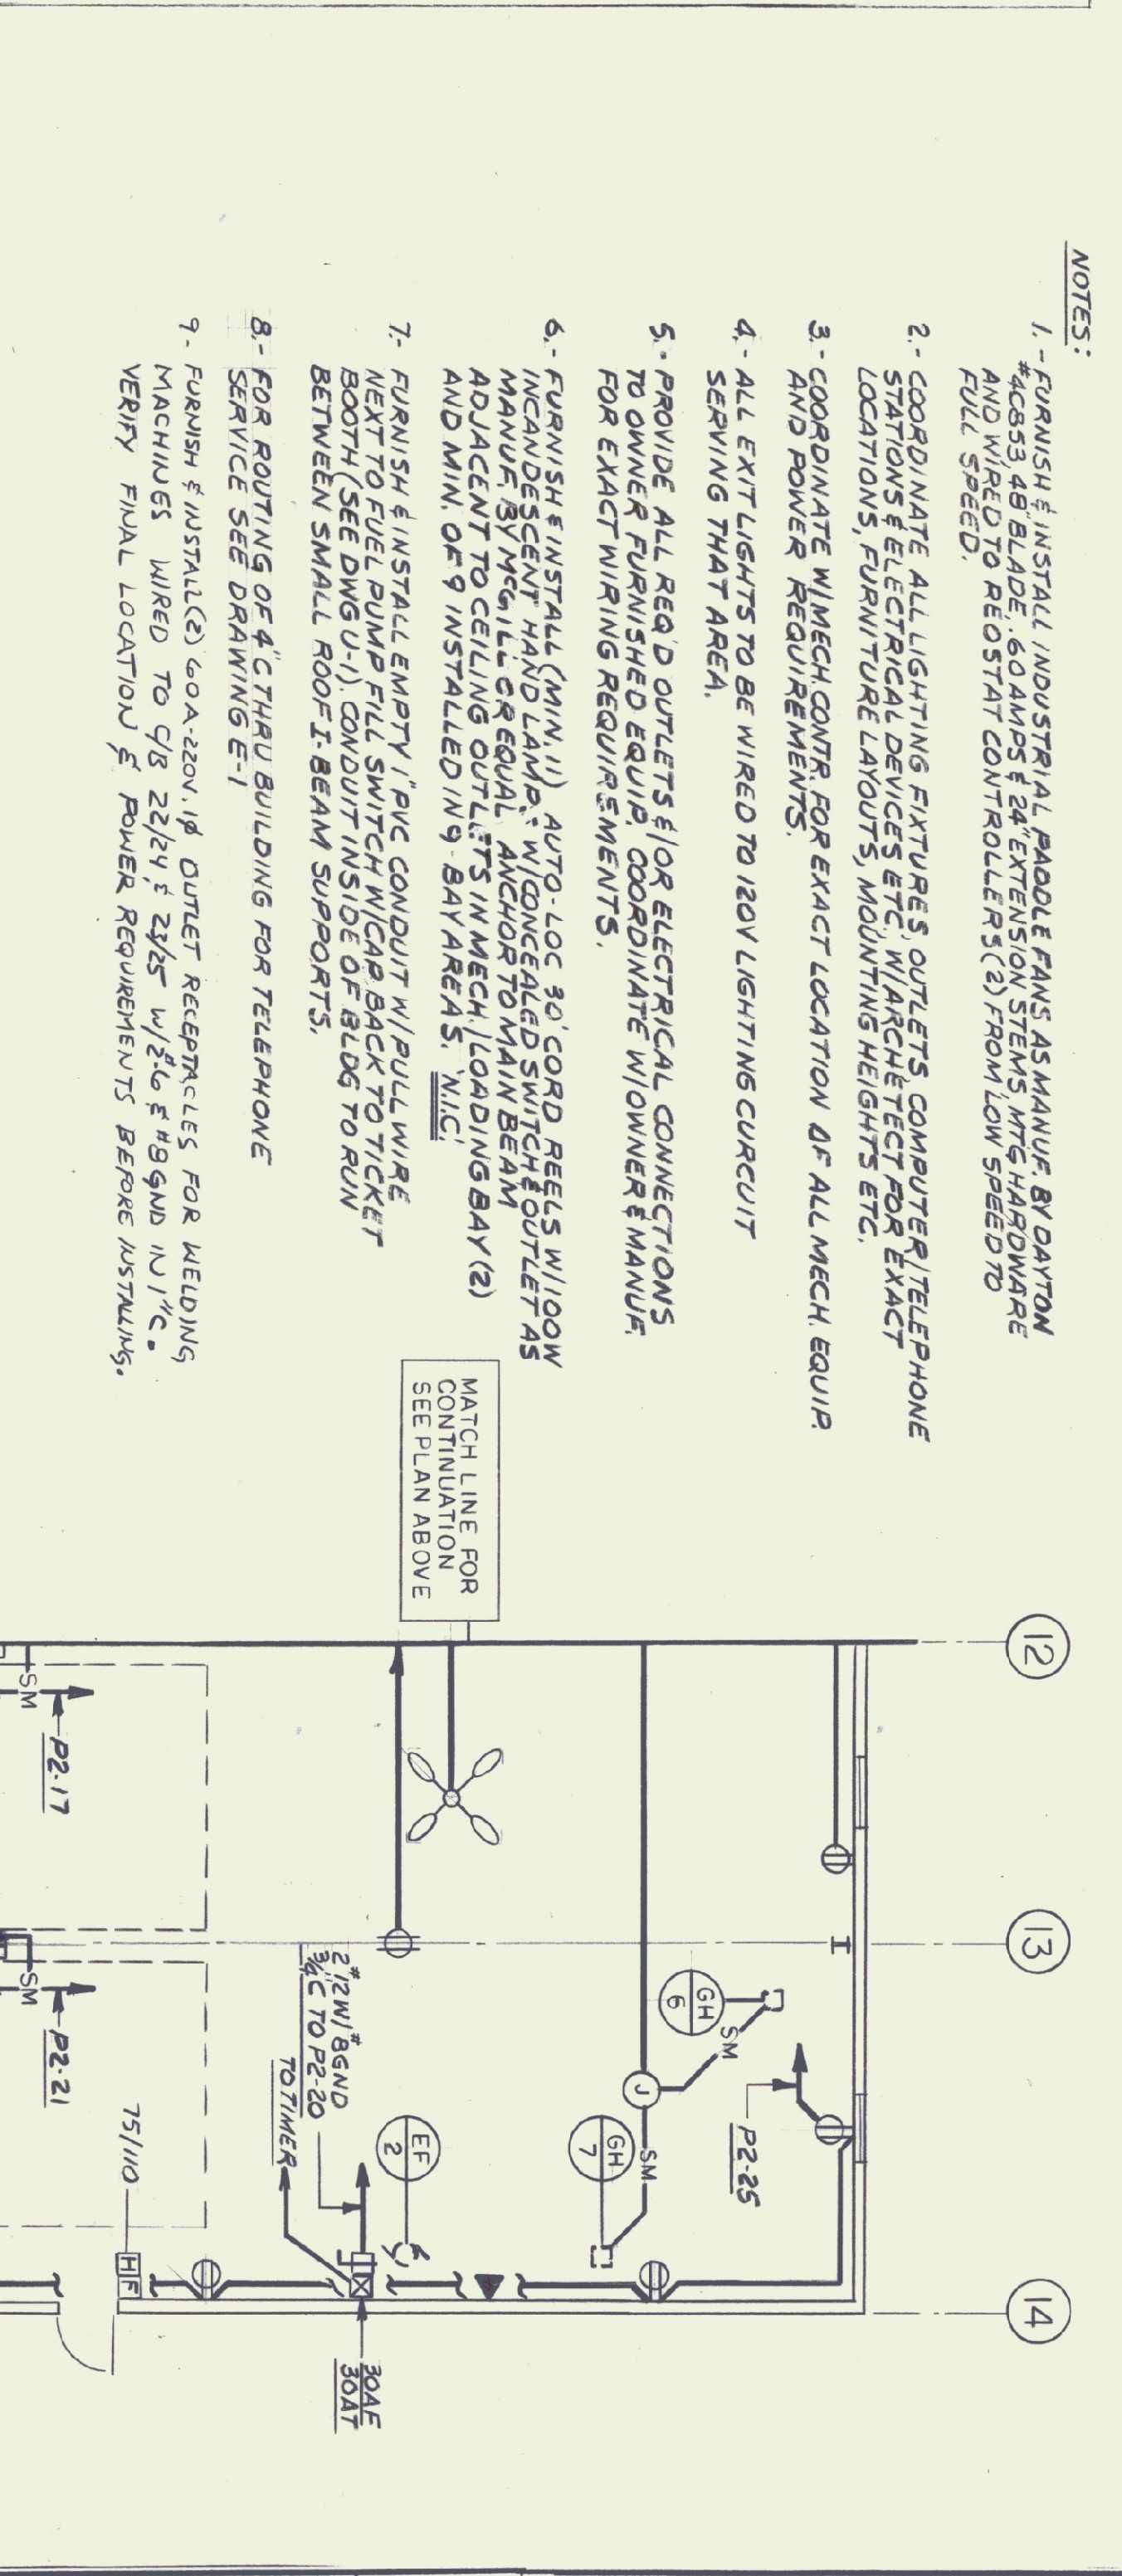 NOTES:
1.- FURNISH & INSTALL INDUSTRIAL PADDLE FANS AS MANUF. BY DAYTON
#4C853, 48" BLADE, .60 AMPS & 24" EXTENSION STEMS, MTG HARDWARE
AND WIRED TO REOSTAT CONTROLLERS (2) FROM LOW SPEED TO
FULL SPEED.
2.- COORDINATE ALL LIGHTING FIXTURES, OUTLETS, COMPUTER/TELEPHONE
STATIONS & ELECTRICAL DEVICES ETC. W/ARCHETECT FOR EXACT
LOCATIONS, FURNITURE LAYOUTS, MOUNTING HEIGHTS ETC.
3.- COORDINATE W/MECH. CONTR. FOR EXACT LOCATION OF ALL MECH. EQUIP.
AND POWER REQUIREMENTS.
4.- ALL EXIT LIGHTS TO BE WIRED TO 120V LIGHTING CURCUIT
SERVING THAT AREA.
5.- PROVIDE ALL REQ'D OUTLETS &/OR ELECTRICAL CONNECTIONS
TO OWNER FURNISHED EQUIP. COORDINATE W/OWNER & MANUF.
FOR EXACT WIRING REQUIREMENTS.
6.- FURNISH & INSTALL (MIN. 11) AUTO-LOC 30' CORD REELS W/100W
INCANDESCENT HAND LAMP, W/CONCEALED SWITCH & OUTLET AS
MANUF. BY MCGILL OR EQUAL. ANCHOR TO MAIN BEAM
ADJACENT TO CEILING OUTLETS IN MECH./LOADING BAY (2)
AND MIN. OF 9 INSTALLED IN 9-BAY AREAS. 'N.I.C.'
7.- FURNISH & INSTALL EMPTY 1" PVC CONDUIT W/PULL WIRE
NEXT TO FUEL PUMP FILL SWITCH W/CAP. BACK TO TICKET
BOOTH (SEE DWG U-1). CONDUIT INSIDE OF BLDG TO RUN
BETWEEN SMALL ROOF I-BEAM SUPPORTS.
8.- FOR ROUTING OF 4"C THRU BUILDING FOR TELEPHONE
SERVICE SEE DRAWING E-1
9- FURNISH & INSTALL (2) 60A-220V. 1Ø OUTLET RECEPTACLES FOR WELDING
MACHINES WIRED TO C/B 22/24 & 23/25 W/2-#6 & #8GND IN 1"C.
VERIFY FINAL LOCATION & POWER REQUIREMENTS BEFORE INSTALLING.
MATCH LINE FOR
CONTINUATION
SEE PLAN ABOVE
12
13
14
GH
6
SM
J
P2-25
GH
7
SM
EF
2
2#12W/#8GND
3/4"C TO P2-20
TO TIMER
30AF
30AT
SM
P2-17
SM
P2-21
75/110
HF